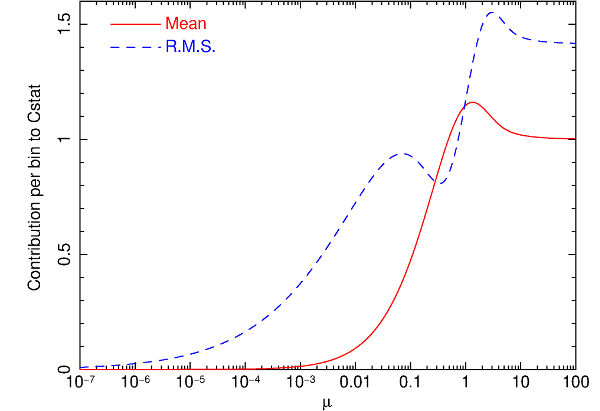 Mean
R.M.S.
Contribution per bin to Cstat
1.5
1
0.5
0
10⁻⁷ 10⁻⁶ 10⁻⁵ 10⁻⁴ 10⁻³ 0.01 0.1 1 10 100
μ